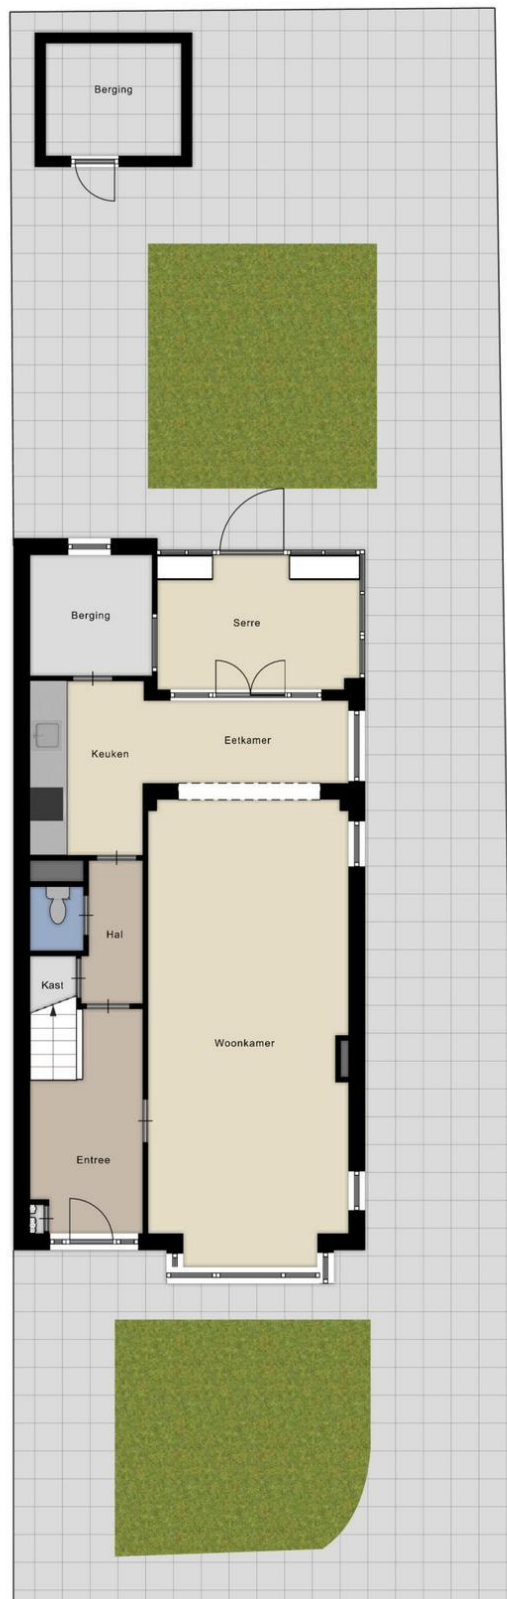 Berging
Berging
Serre
Keuken
Eetkamer
Hal
Kast
Woonkamer
Entree